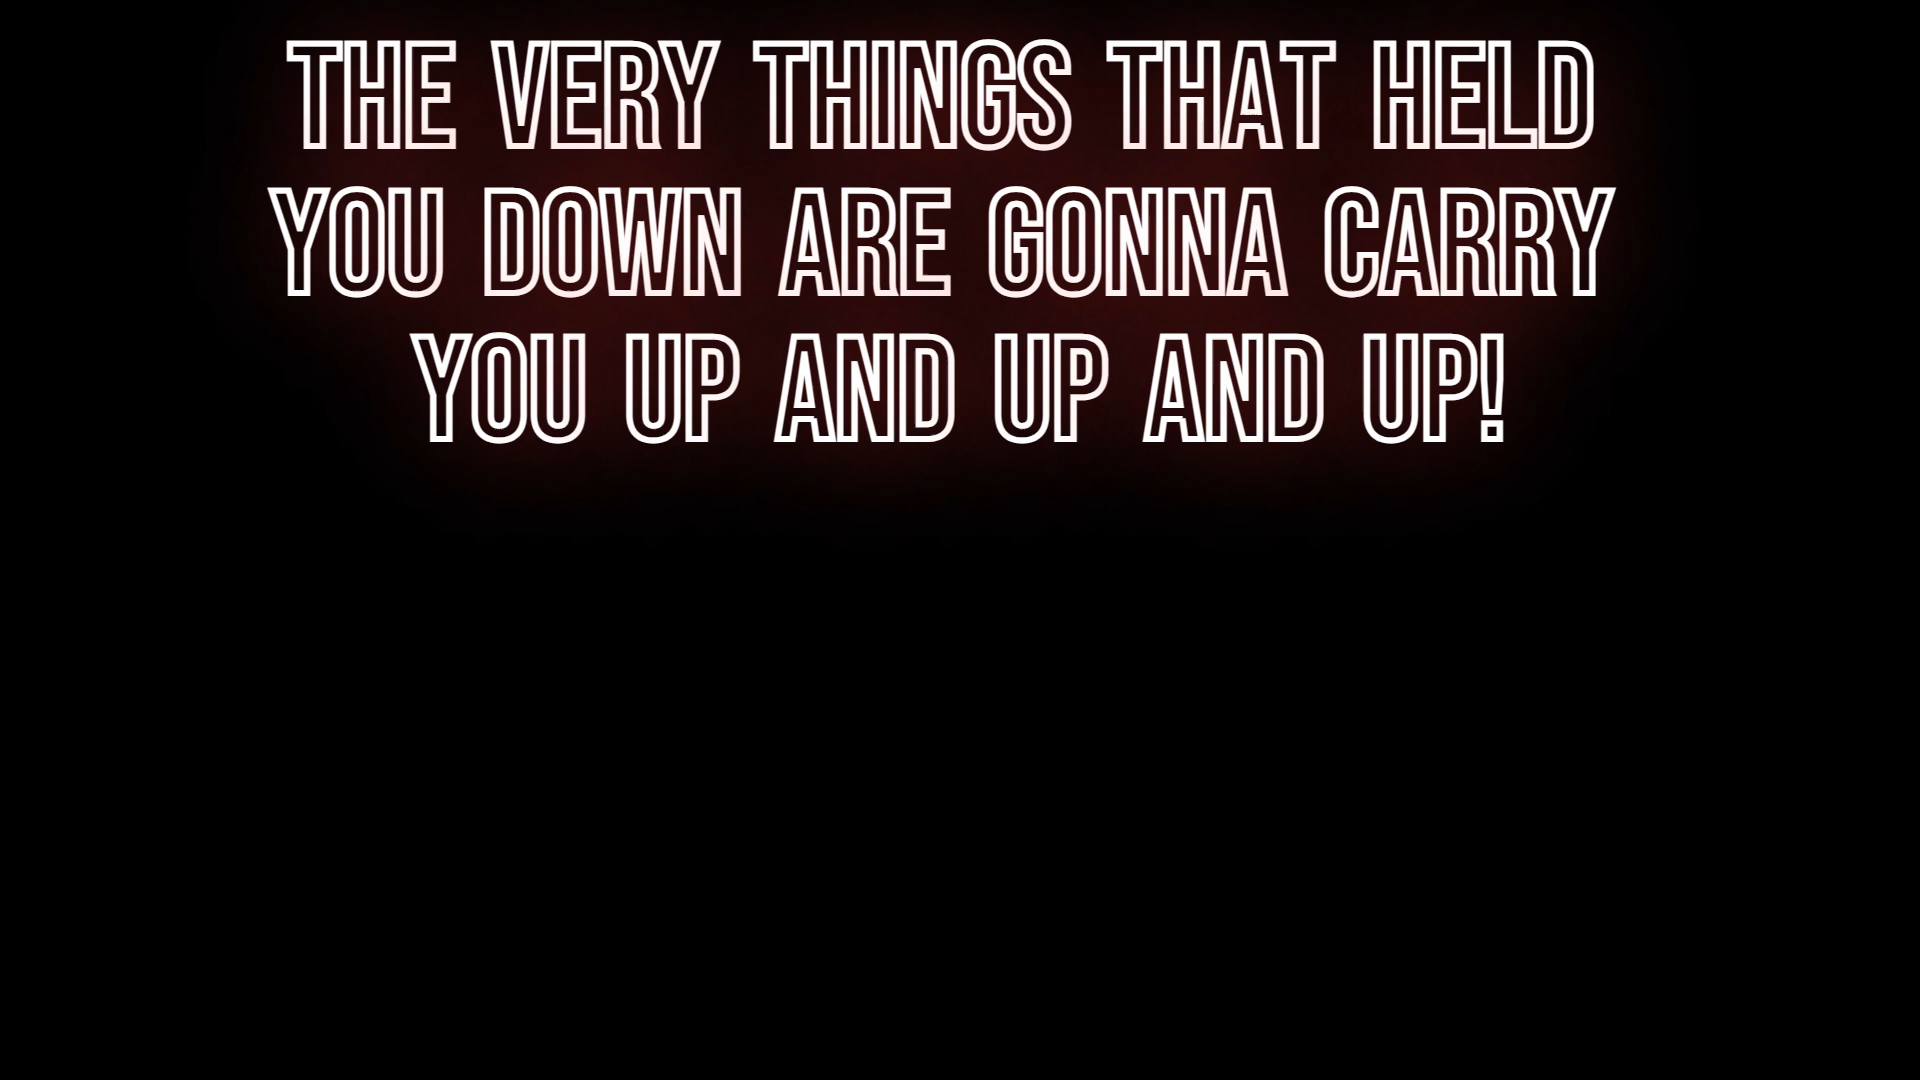 THE VERY THINGS THAT HELD
YOU DOWN ARE GONNA CARRY
YOU UP AND UP AND UP!